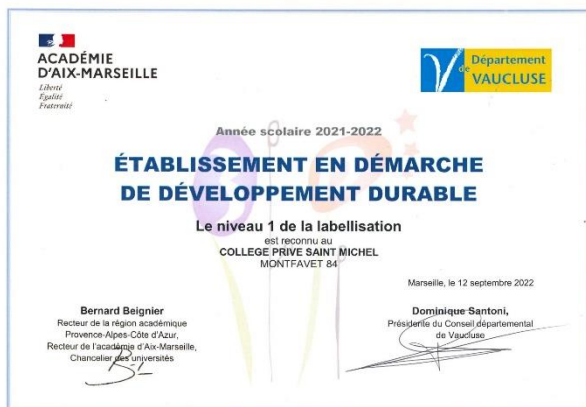 ACADÉMIE
D'AIX-MARSEILLE
Liberté
Égalité
Fraternité
Département
de VAUCLUSE
Année scolaire 2021-2022
ÉTABLISSEMENT EN DÉMARCHE
DE DÉVELOPPEMENT DURABLE
Le niveau 1 de la labellisation
est reconnu au
COLLEGE PRIVE SAINT MICHEL
MONTFAVET 84
Marseille, le 12 septembre 2022
Bernard Beignier
Recteur de la région académique
Provence-Alpes-Côte d'Azur,
Recteur de l'académie d'Aix-Marseille,
Chancelier des universités
Dominique Santoni,
Présidente du Conseil départemental
de Vaucluse